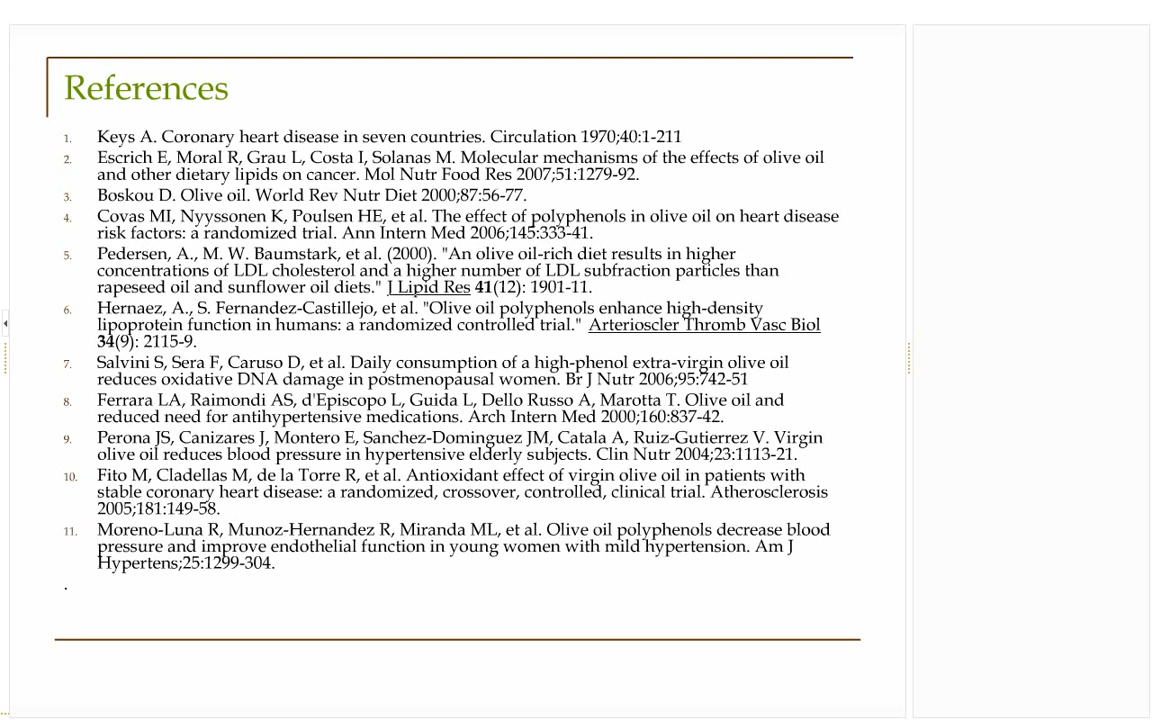 References
1. Keys A. Coronary heart disease in seven countries. Circulation 1970;40:1-211
2. Escrich E, Moral R, Grau L, Costa I, Solanas M. Molecular mechanisms of the effects of olive oil
and other dietary lipids on cancer. Mol Nutr Food Res 2007;51:1279-92.
3. Boskou D. Olive oil. World Rev Nutr Diet 2000;87:56-77.
4. Covas MI, Nyyssonen K, Poulsen HE, et al. The effect of polyphenols in olive oil on heart disease
risk factors: a randomized trial. Ann Intern Med 2006;145:333-41.
5. Pedersen, A., M. W. Baumstark, et al. (2000). "An olive oil-rich diet results in higher
concentrations of LDL cholesterol and a higher number of LDL subfraction particles than
rapeseed oil and sunflower oil diets." J Lipid Res 41(12): 1901-11.
6. Hernaez, A., S. Fernandez-Castillejo, et al. "Olive oil polyphenols enhance high-density
lipoprotein function in humans: a randomized controlled trial." Arterioscler Thromb Vasc Biol
34(9): 2115-9.
7. Salvini S, Sera F, Caruso D, et al. Daily consumption of a high-phenol extra-virgin olive oil
reduces oxidative DNA damage in postmenopausal women. Br J Nutr 2006;95:742-51
8. Ferrara LA, Raimondi AS, d'Episcopo L, Guida L, Dello Russo A, Marotta T. Olive oil and
reduced need for antihypertensive medications. Arch Intern Med 2000;160:837-42.
9. Perona JS, Canizares J, Montero E, Sanchez-Dominguez JM, Catala A, Ruiz-Gutierrez V. Virgin
olive oil reduces blood pressure in hypertensive elderly subjects. Clin Nutr 2004;23:1113-21.
10. Fito M, Cladellas M, de la Torre R, et al. Antioxidant effect of virgin olive oil in patients with
stable coronary heart disease: a randomized, crossover, controlled, clinical trial. Atherosclerosis
2005;181:149-58.
11. Moreno-Luna R, Munoz-Hernandez R, Miranda ML, et al. Olive oil polyphenols decrease blood
pressure and improve endothelial function in young women with mild hypertension. Am J
Hypertens;25:1299-304.
.